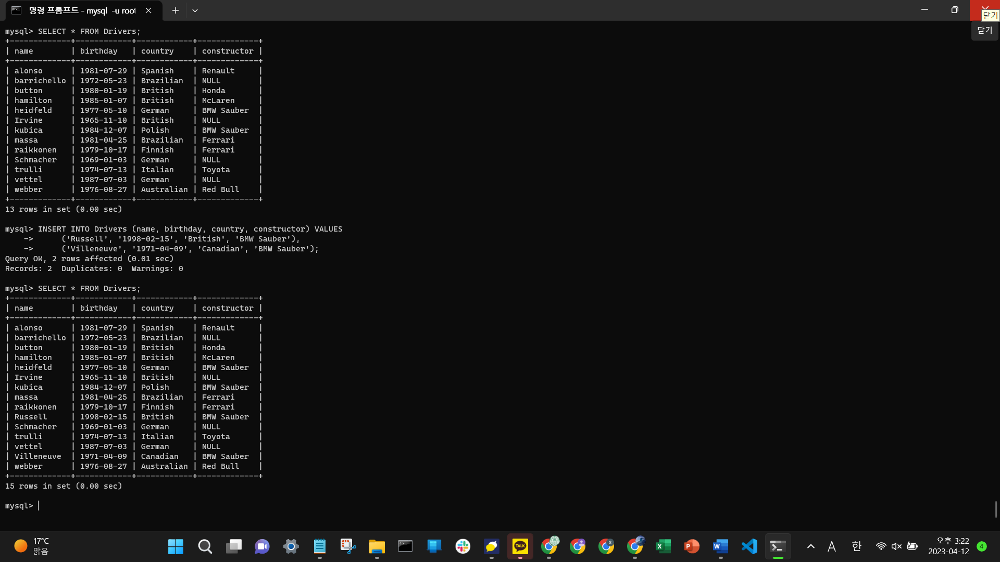 명령 프롬프트 - mysql  -u root
닫기
닫기
mysql> SELECT * FROM Drivers;
+-------------+------------+------------+-------------+
| name        | birthday   | country    | constructor |
+-------------+------------+------------+-------------+
| alonso      | 1981-07-29 | Spanish    | Renault     |
| barrichello | 1972-05-23 | Brazilian  | NULL        |
| button      | 1980-01-19 | British    | Honda       |
| hamilton    | 1985-01-07 | British    | McLaren     |
| heidfeld    | 1977-05-10 | German     | BMW Sauber  |
| Irvine      | 1965-11-10 | British    | NULL        |
| kubica      | 1984-12-07 | Polish     | BMW Sauber  |
| massa       | 1981-04-25 | Brazilian  | Ferrari     |
| raikkonen   | 1979-10-17 | Finnish    | Ferrari     |
| Schmacher   | 1969-01-03 | German     | NULL        |
| trulli      | 1974-07-13 | Italian    | Toyota      |
| vettel      | 1987-07-03 | German     | NULL        |
| webber      | 1976-08-27 | Australian | Red Bull    |
+-------------+------------+------------+-------------+
13 rows in set (0.00 sec)
mysql> INSERT INTO Drivers (name, birthday, country, constructor) VALUES
    ->      ('Russell', '1998-02-15', 'British', 'BMW Sauber'),
    ->      ('Villeneuve', '1971-04-09', 'Canadian', 'BMW Sauber');
Query OK, 2 rows affected (0.01 sec)
Records: 2  Duplicates: 0  Warnings: 0
mysql> SELECT * FROM Drivers;
+-------------+------------+------------+-------------+
| name        | birthday   | country    | constructor |
+-------------+------------+------------+-------------+
| alonso      | 1981-07-29 | Spanish    | Renault     |
| barrichello | 1972-05-23 | Brazilian  | NULL        |
| button      | 1980-01-19 | British    | Honda       |
| hamilton    | 1985-01-07 | British    | McLaren     |
| heidfeld    | 1977-05-10 | German     | BMW Sauber  |
| Irvine      | 1965-11-10 | British    | NULL        |
| kubica      | 1984-12-07 | Polish     | BMW Sauber  |
| massa       | 1981-04-25 | Brazilian  | Ferrari     |
| raikkonen   | 1979-10-17 | Finnish    | Ferrari     |
| Russell     | 1998-02-15 | British    | BMW Sauber  |
| Schmacher   | 1969-01-03 | German     | NULL        |
| trulli      | 1974-07-13 | Italian    | Toyota      |
| vettel      | 1987-07-03 | German     | NULL        |
| Villeneuve  | 1971-04-09 | Canadian   | BMW Sauber  |
| webber      | 1976-08-27 | Australian | Red Bull    |
+-------------+------------+------------+-------------+
15 rows in set (0.00 sec)
mysql>
17°C
맑음
TALK
S
X
P
W
A
한
오후 3:22
2023-04-12
4